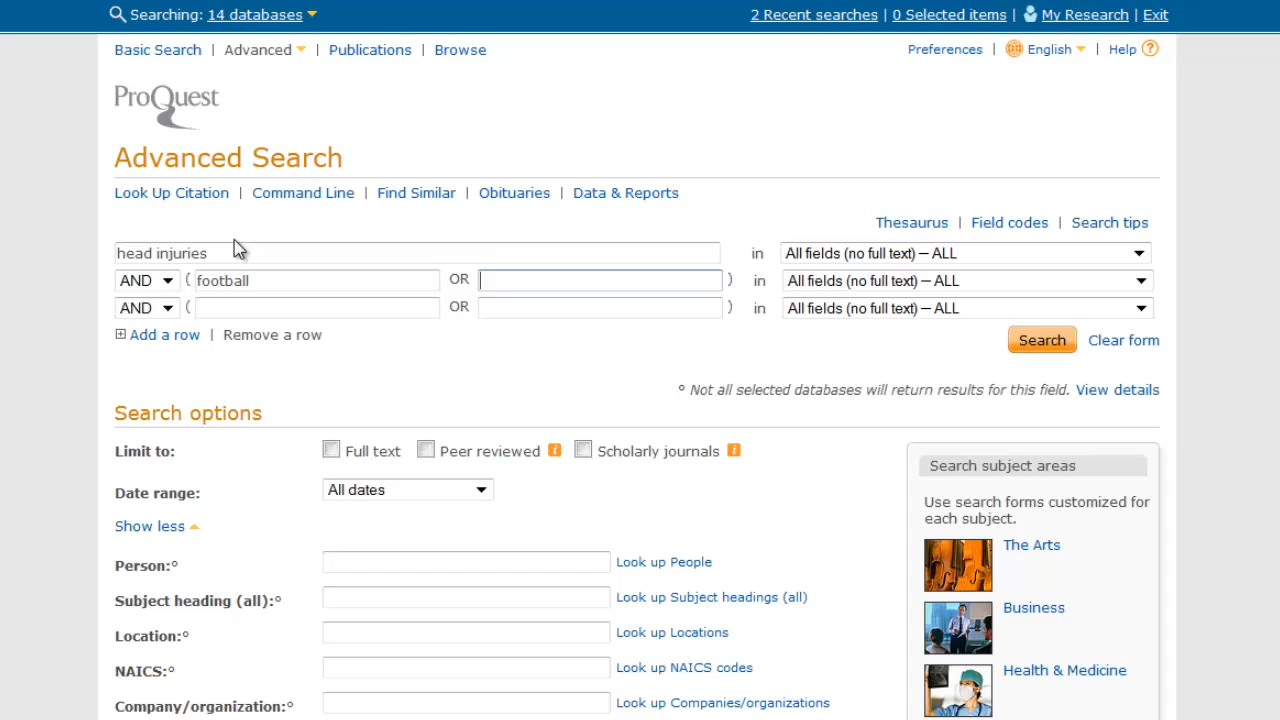 Searching: 14 databases 2 Recent searches | 0 Selected items | My Research | Exit
Basic Search | Advanced | Publications | Browse Preferences | English | Help ?
ProQuest
Advanced Search
Look Up Citation | Command Line | Find Similar | Obituaries | Data & Reports
Thesaurus | Field codes | Search tips
head injuries in All fields (no full text) — ALL
AND ( football OR ) in All fields (no full text) — ALL
AND ( OR ) in All fields (no full text) — ALL
Add a row | Remove a row
Search Clear form
° Not all selected databases will return results for this field. View details
Search options
Limit to: Full text Peer reviewed i Scholarly journals i
Date range: All dates
Show less
Person:° Look up People
Subject heading (all):° Look up Subject headings (all)
Location:° Look up Locations
NAICS:° Look up NAICS codes
Company/organization:° Look up Companies/organizations
Search subject areas
Use search forms customized for
each subject.
The Arts
Business
Health & Medicine